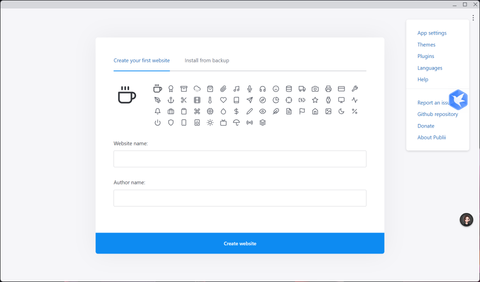 App settings
Themes
Plugins
Languages
Help
Report an iss
Github repository
Donate
About Publii
Create your first website
Install from backup
Website name:
Author name:
Create website